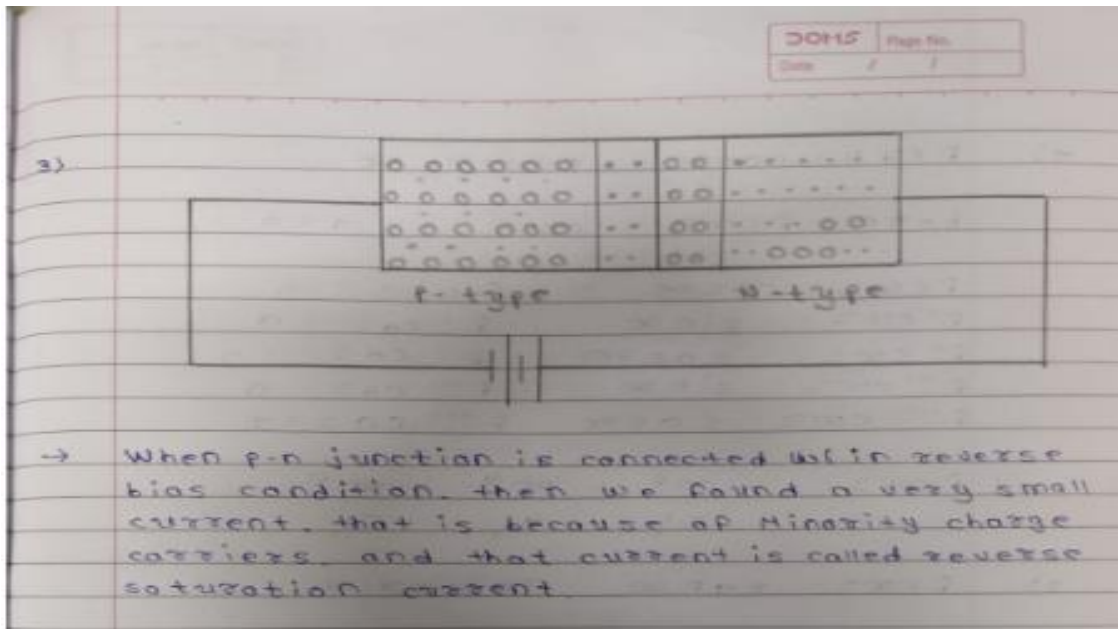 DOMS Page No.
Date / /
3)
P-type N-type
→ When p-n junction is connected in reverse
bias condition. then we found a very small
current. that is because of Minority charge
carriers. and that current is called reverse
saturation current.